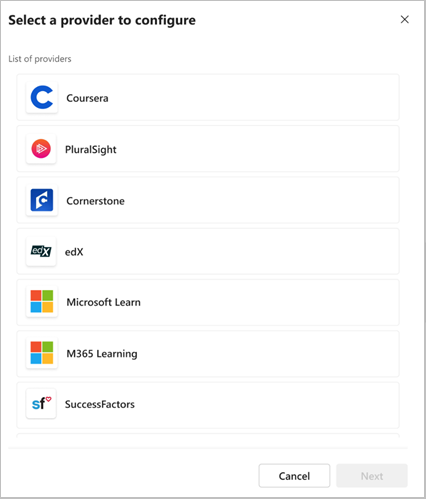 Select a provider to configure
List of providers
Coursera
PluralSight
Cornerstone
edX
edX
Microsoft Learn
M365 Learning
sf
SuccessFactors
Cancel
Next